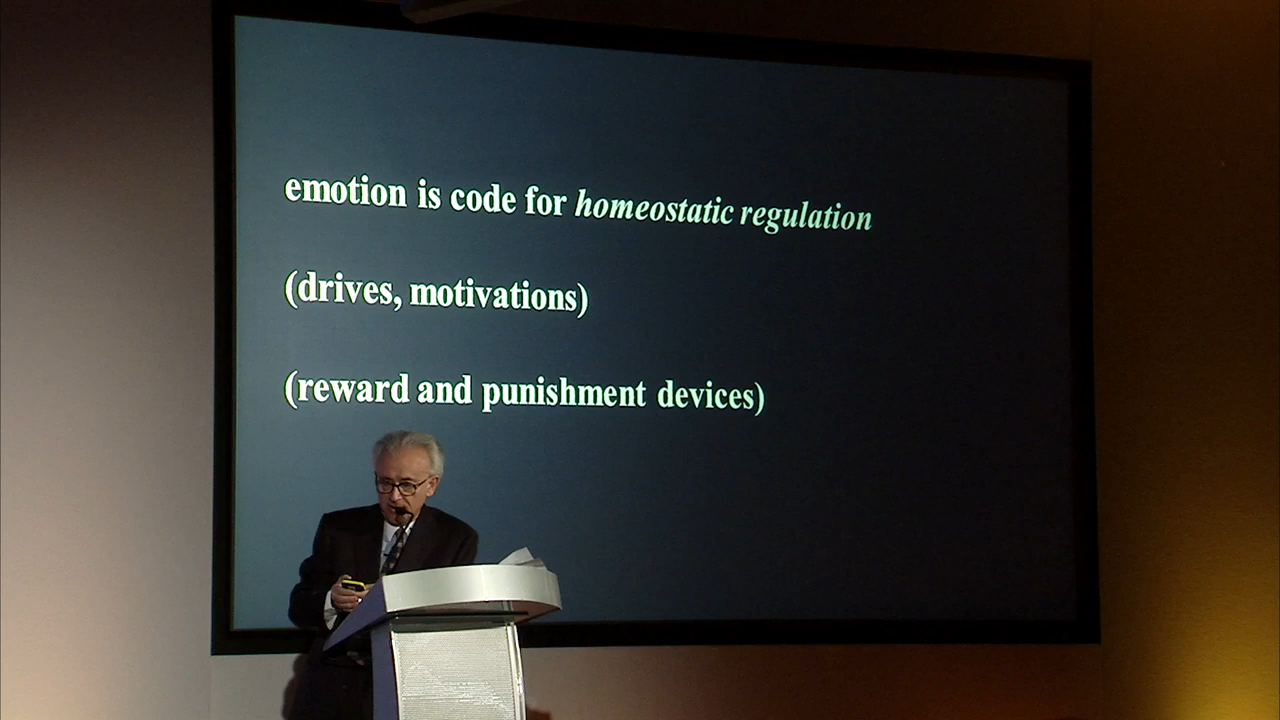 emotion is code for homeostatic regulation
(drives, motivations)
(reward and punishment devices)